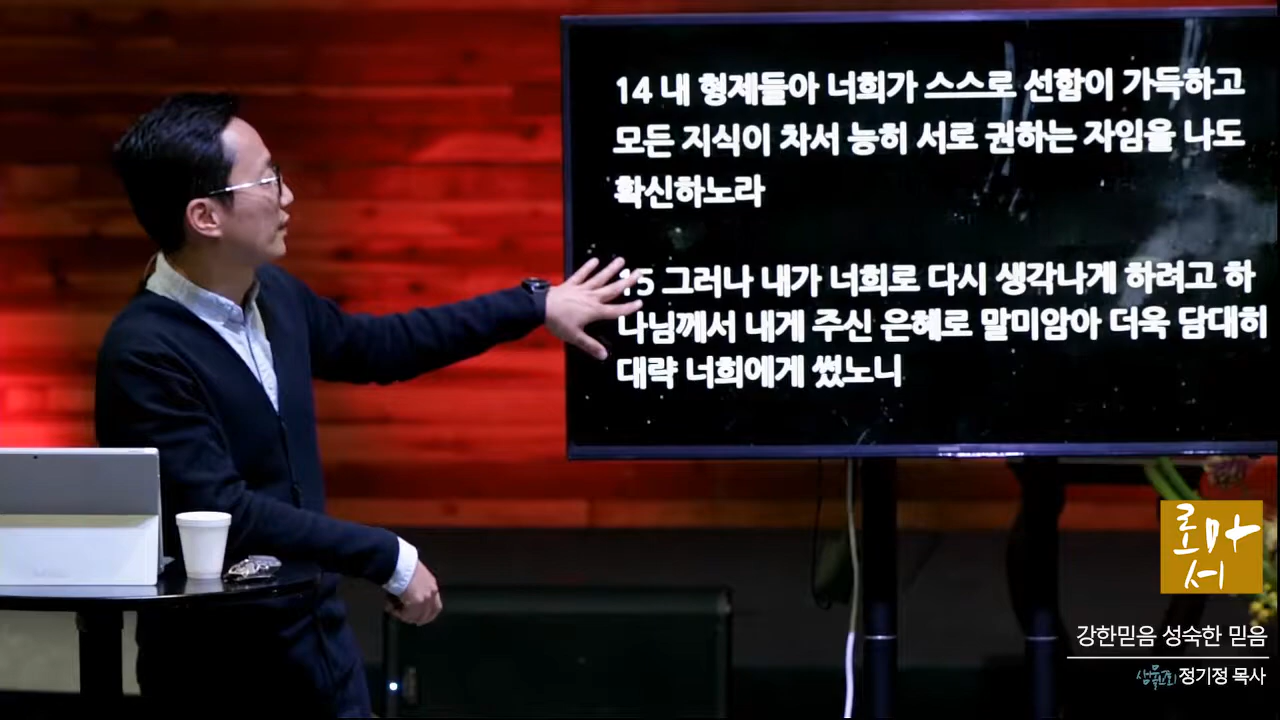 14 내 형제들아 너희가 스스로 선함이 가득하고
모든 지식이 차서 능히 서로 권하는 자임을 나도
확신하노라
15 그러나 내가 너희로 다시 생각나게 하려고 하
나님께서 내게 주신 은혜로 말미암아 더욱 담대히
대략 너희에게 썼노니
로마
서
강한믿음 성숙한 믿음
정기정 목사